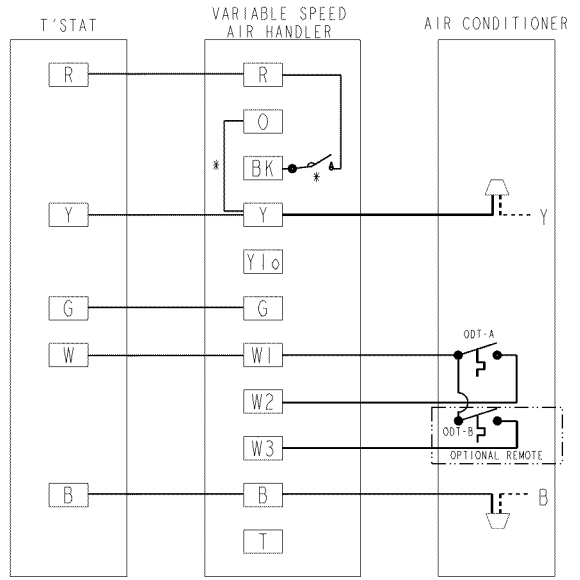 T'STAT
VARIABLE SPEED
AIR HANDLER
AIR CONDITIONER
R
R
O
*
BK
*
Y
Y
Y
Ylo
G
G
ODT-A
W
W1
W2
ODT-B
W3
OPTIONAL REMOTE
B
B
B
T